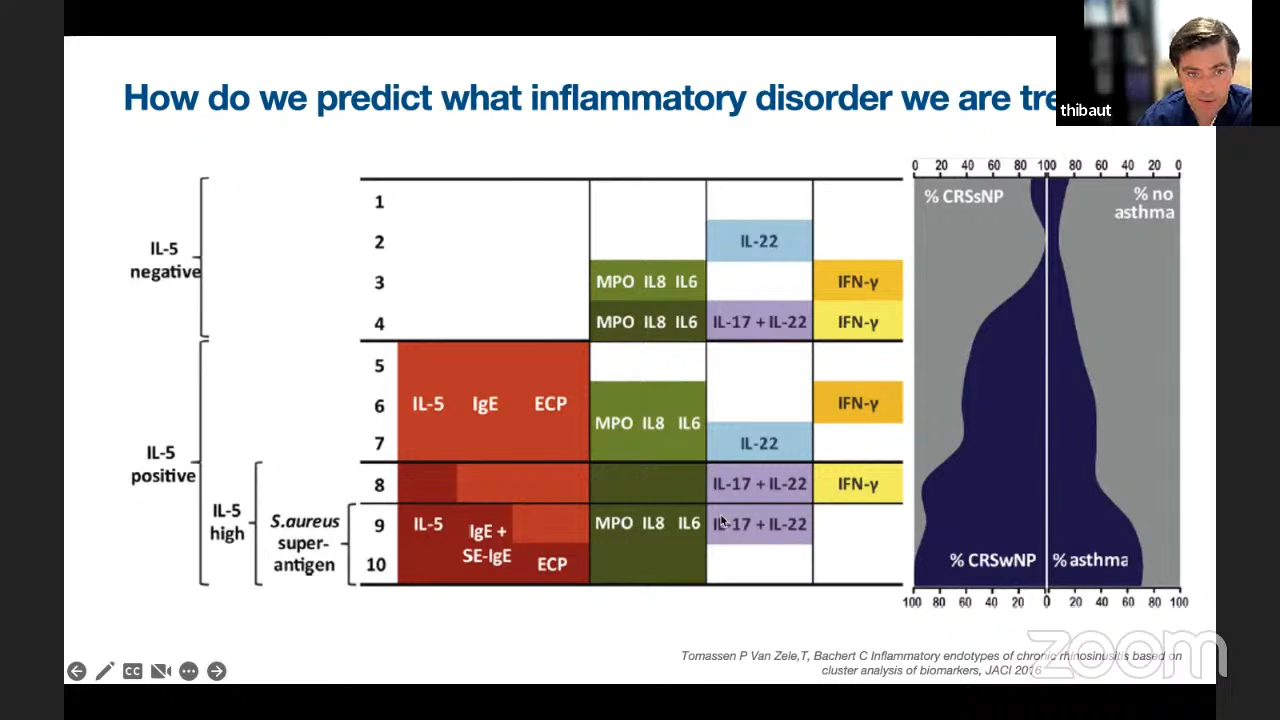 How do we predict what inflammatory disorder we are tre
thibaut
0 20 40 60 80 100 80 60 40 20 0
% CRSsNP
% no
asthma
IL-5
negative
1
2
IL-22
3
MPO IL8 IL6
IFN-γ
4
MPO IL8 IL6
IL-17 + IL-22
IFN-γ
IL-5
positive
5
6
IL-5 IgE ECP
MPO IL8 IL6
IFN-γ
7
IL-22
IL-5
high
8
IL-17 + IL-22
IFN-γ
S.aureus
super-
antigen
9
IL-5
IgE +
SE-IgE
MPO IL8 IL6
IL-17 + IL-22
10
ECP
% CRSwNP
% asthma
100 80 60 40 20 0 20 40 60 80 100
Tomassen P Van Zele,T, Bachert C Inflammatory endotypes of chronic rhinosinusitis based on
cluster analysis of biomarkers, JACI 2016
zoom
CC